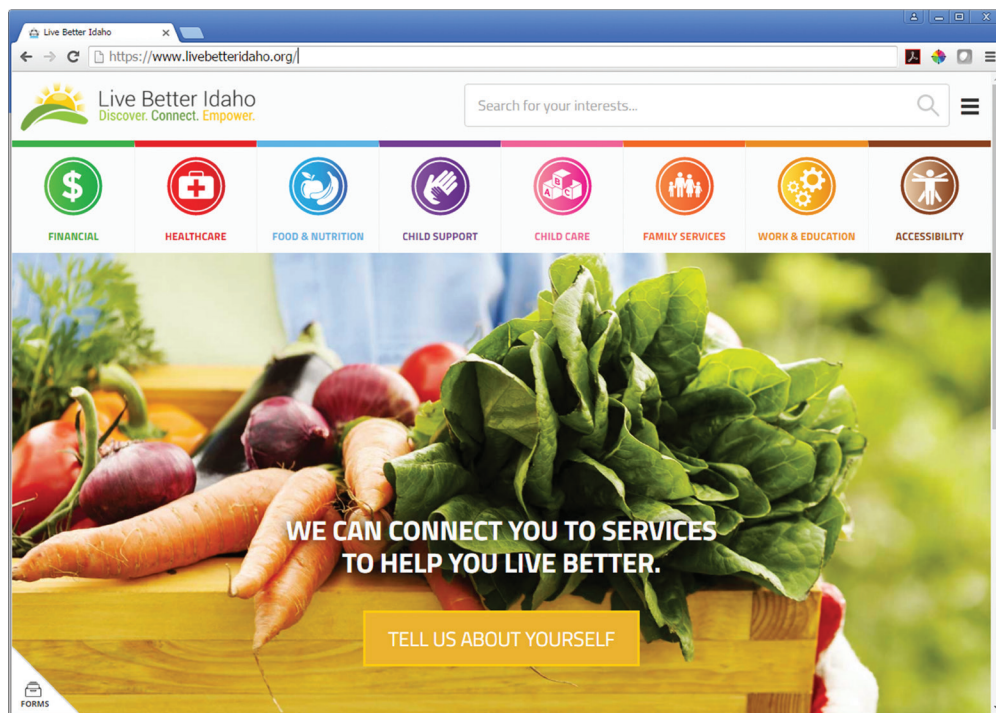 Live Better Idaho
https://www.livebetteridaho.org/
Live Better Idaho
Discover. Connect. Empower.
Search for your interests...
$
A B C
FINANCIAL
HEALTHCARE
FOOD & NUTRITION
CHILD SUPPORT
CHILD CARE
FAMILY SERVICES
WORK & EDUCATION
ACCESSIBILITY
WE CAN CONNECT YOU TO SERVICES
TO HELP YOU LIVE BETTER.
TELL US ABOUT YOURSELF
FORMS